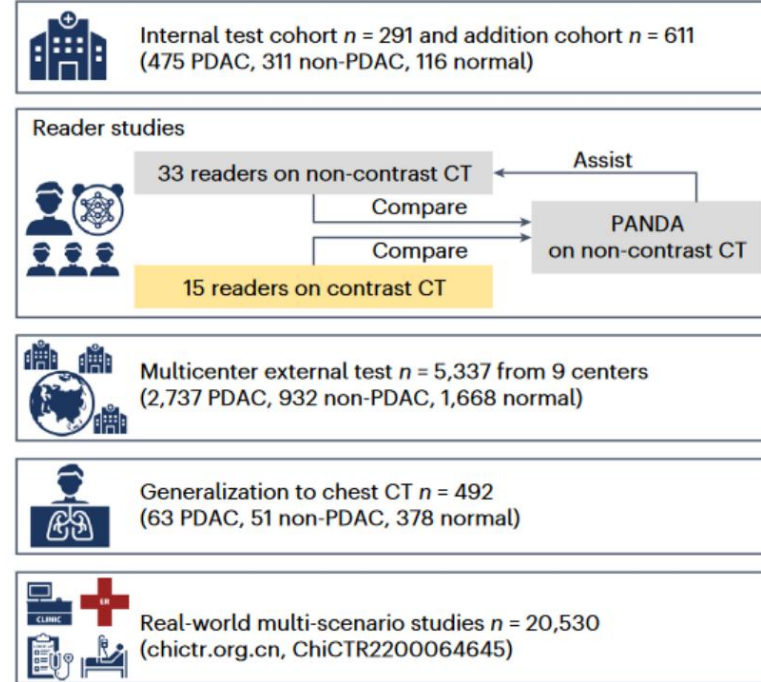 Internal test cohort n = 291 and addition cohort n = 611
(475 PDAC, 311 non-PDAC, 116 normal)
Reader studies
33 readers on non-contrast CT
Assist
Compare
PANDA
on non-contrast CT
Compare
15 readers on contrast CT
Multicenter external test n = 5,337 from 9 centers
(2,737 PDAC, 932 non-PDAC, 1,668 normal)
Generalization to chest CT n = 492
(63 PDAC, 51 non-PDAC, 378 normal)
ER
CLINIC
Real-world multi-scenario studies n = 20,530
(chictr.org.cn, ChiCTR2200064645)